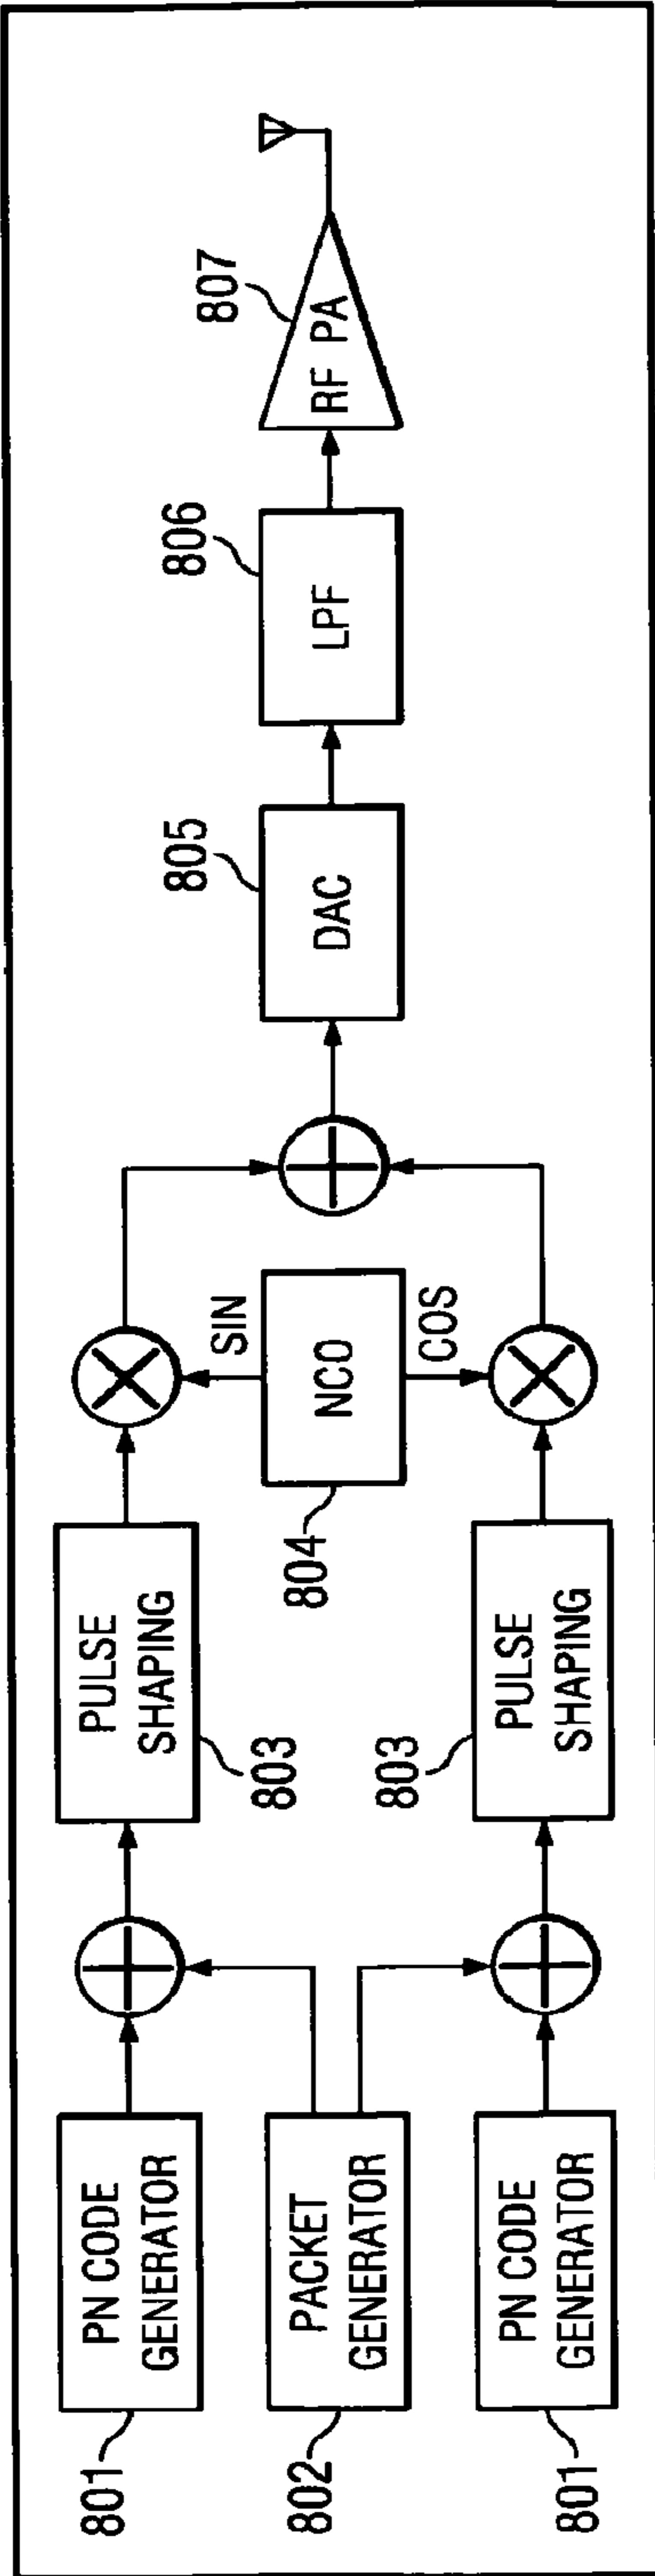 801
PN CODE
GENERATOR
802
PACKET
GENERATOR
801
PN CODE
GENERATOR
803
PULSE
SHAPING
803
PULSE
SHAPING
804
NCO
SIN
COS
805
DAC
806
LPF
807
RF PA